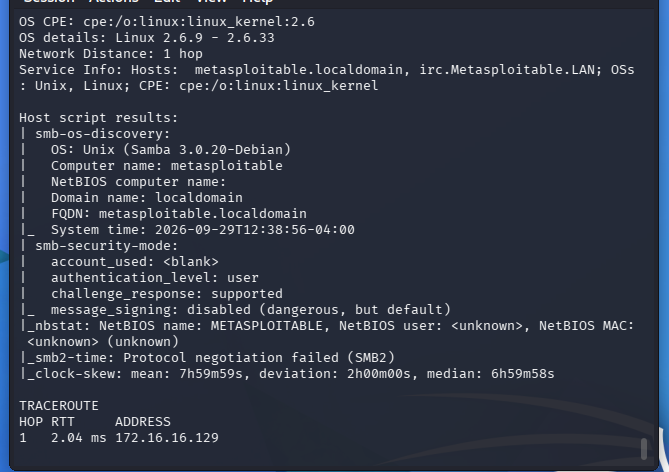 Session Actions Edit View Help
OS CPE: cpe:/o:linux:linux_kernel:2.6
OS details: Linux 2.6.9 - 2.6.33
Network Distance: 1 hop
Service Info: Hosts:  metasploitable.localdomain, irc.Metasploitable.LAN; OSs
: Unix, Linux; CPE: cpe:/o:linux:linux_kernel

Host script results:
| smb-os-discovery:
|   OS: Unix (Samba 3.0.20-Debian)
|   Computer name: metasploitable
|   NetBIOS computer name:
|   Domain name: localdomain
|   FQDN: metasploitable.localdomain
|_  System time: 2026-09-29T12:38:56-04:00
| smb-security-mode:
|   account_used: <blank>
|   authentication_level: user
|   challenge_response: supported
|_  message_signing: disabled (dangerous, but default)
|_nbstat: NetBIOS name: METASPLOITABLE, NetBIOS user: <unknown>, NetBIOS MAC:
 <unknown> (unknown)
|_smb2-time: Protocol negotiation failed (SMB2)
|_clock-skew: mean: 7h59m59s, deviation: 2h00m00s, median: 6h59m58s

TRACEROUTE
HOP RTT     ADDRESS
1   2.04 ms 172.16.16.129